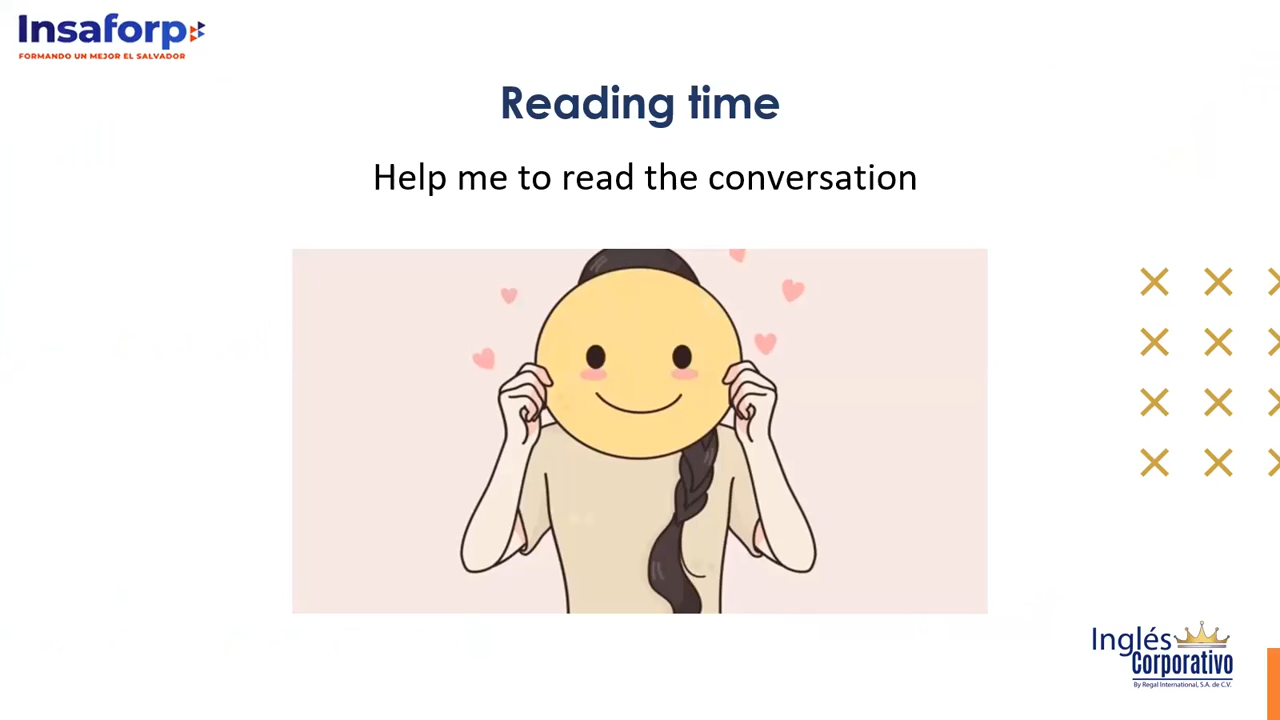 Insaforp
FORMANDO UN MEJOR EL SALVADOR
Reading time
Help me to read the conversation
Inglés
Corporativo
By Regal International, S.A. de C.V.